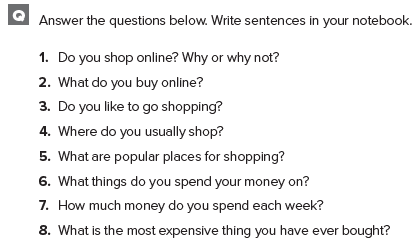 Q Answer the questions below. Write sentences in your notebook.
1. Do you shop online? Why or why not?
2. What do you buy online?
3. Do you like to go shopping?
4. Where do you usually shop?
5. What are popular places for shopping?
6. What things do you spend your money on?
7. How much money do you spend each week?
8. What is the most expensive thing you have ever bought?